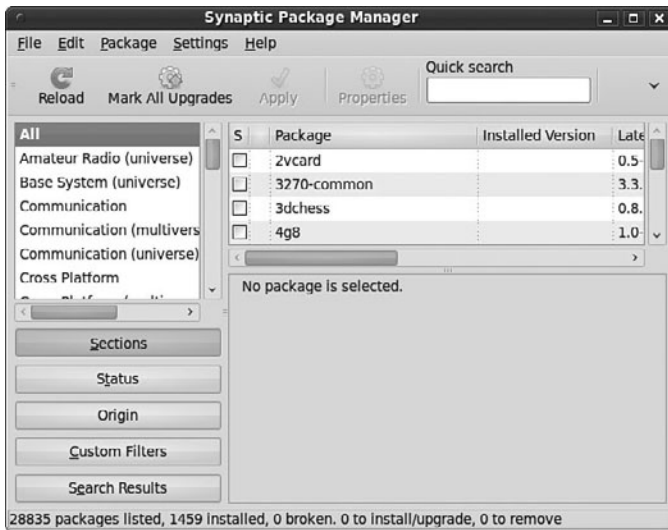 Synaptic Package Manager
File Edit Package Settings Help
Reload Mark All Upgrades Apply Properties Quick search
All
Amateur Radio (universe)
Base System (universe)
Communication
Communication (multivers
Communication (universe)
Cross Platform
S Package Installed Version Late
2vcard 0.5-
3270-common 3.3.
3dchess 0.8.
4g8 1.0-
No package is selected.
Sections
Status
Origin
Custom Filters
Search Results
28835 packages listed, 1459 installed, 0 broken. 0 to install/upgrade, 0 to remove